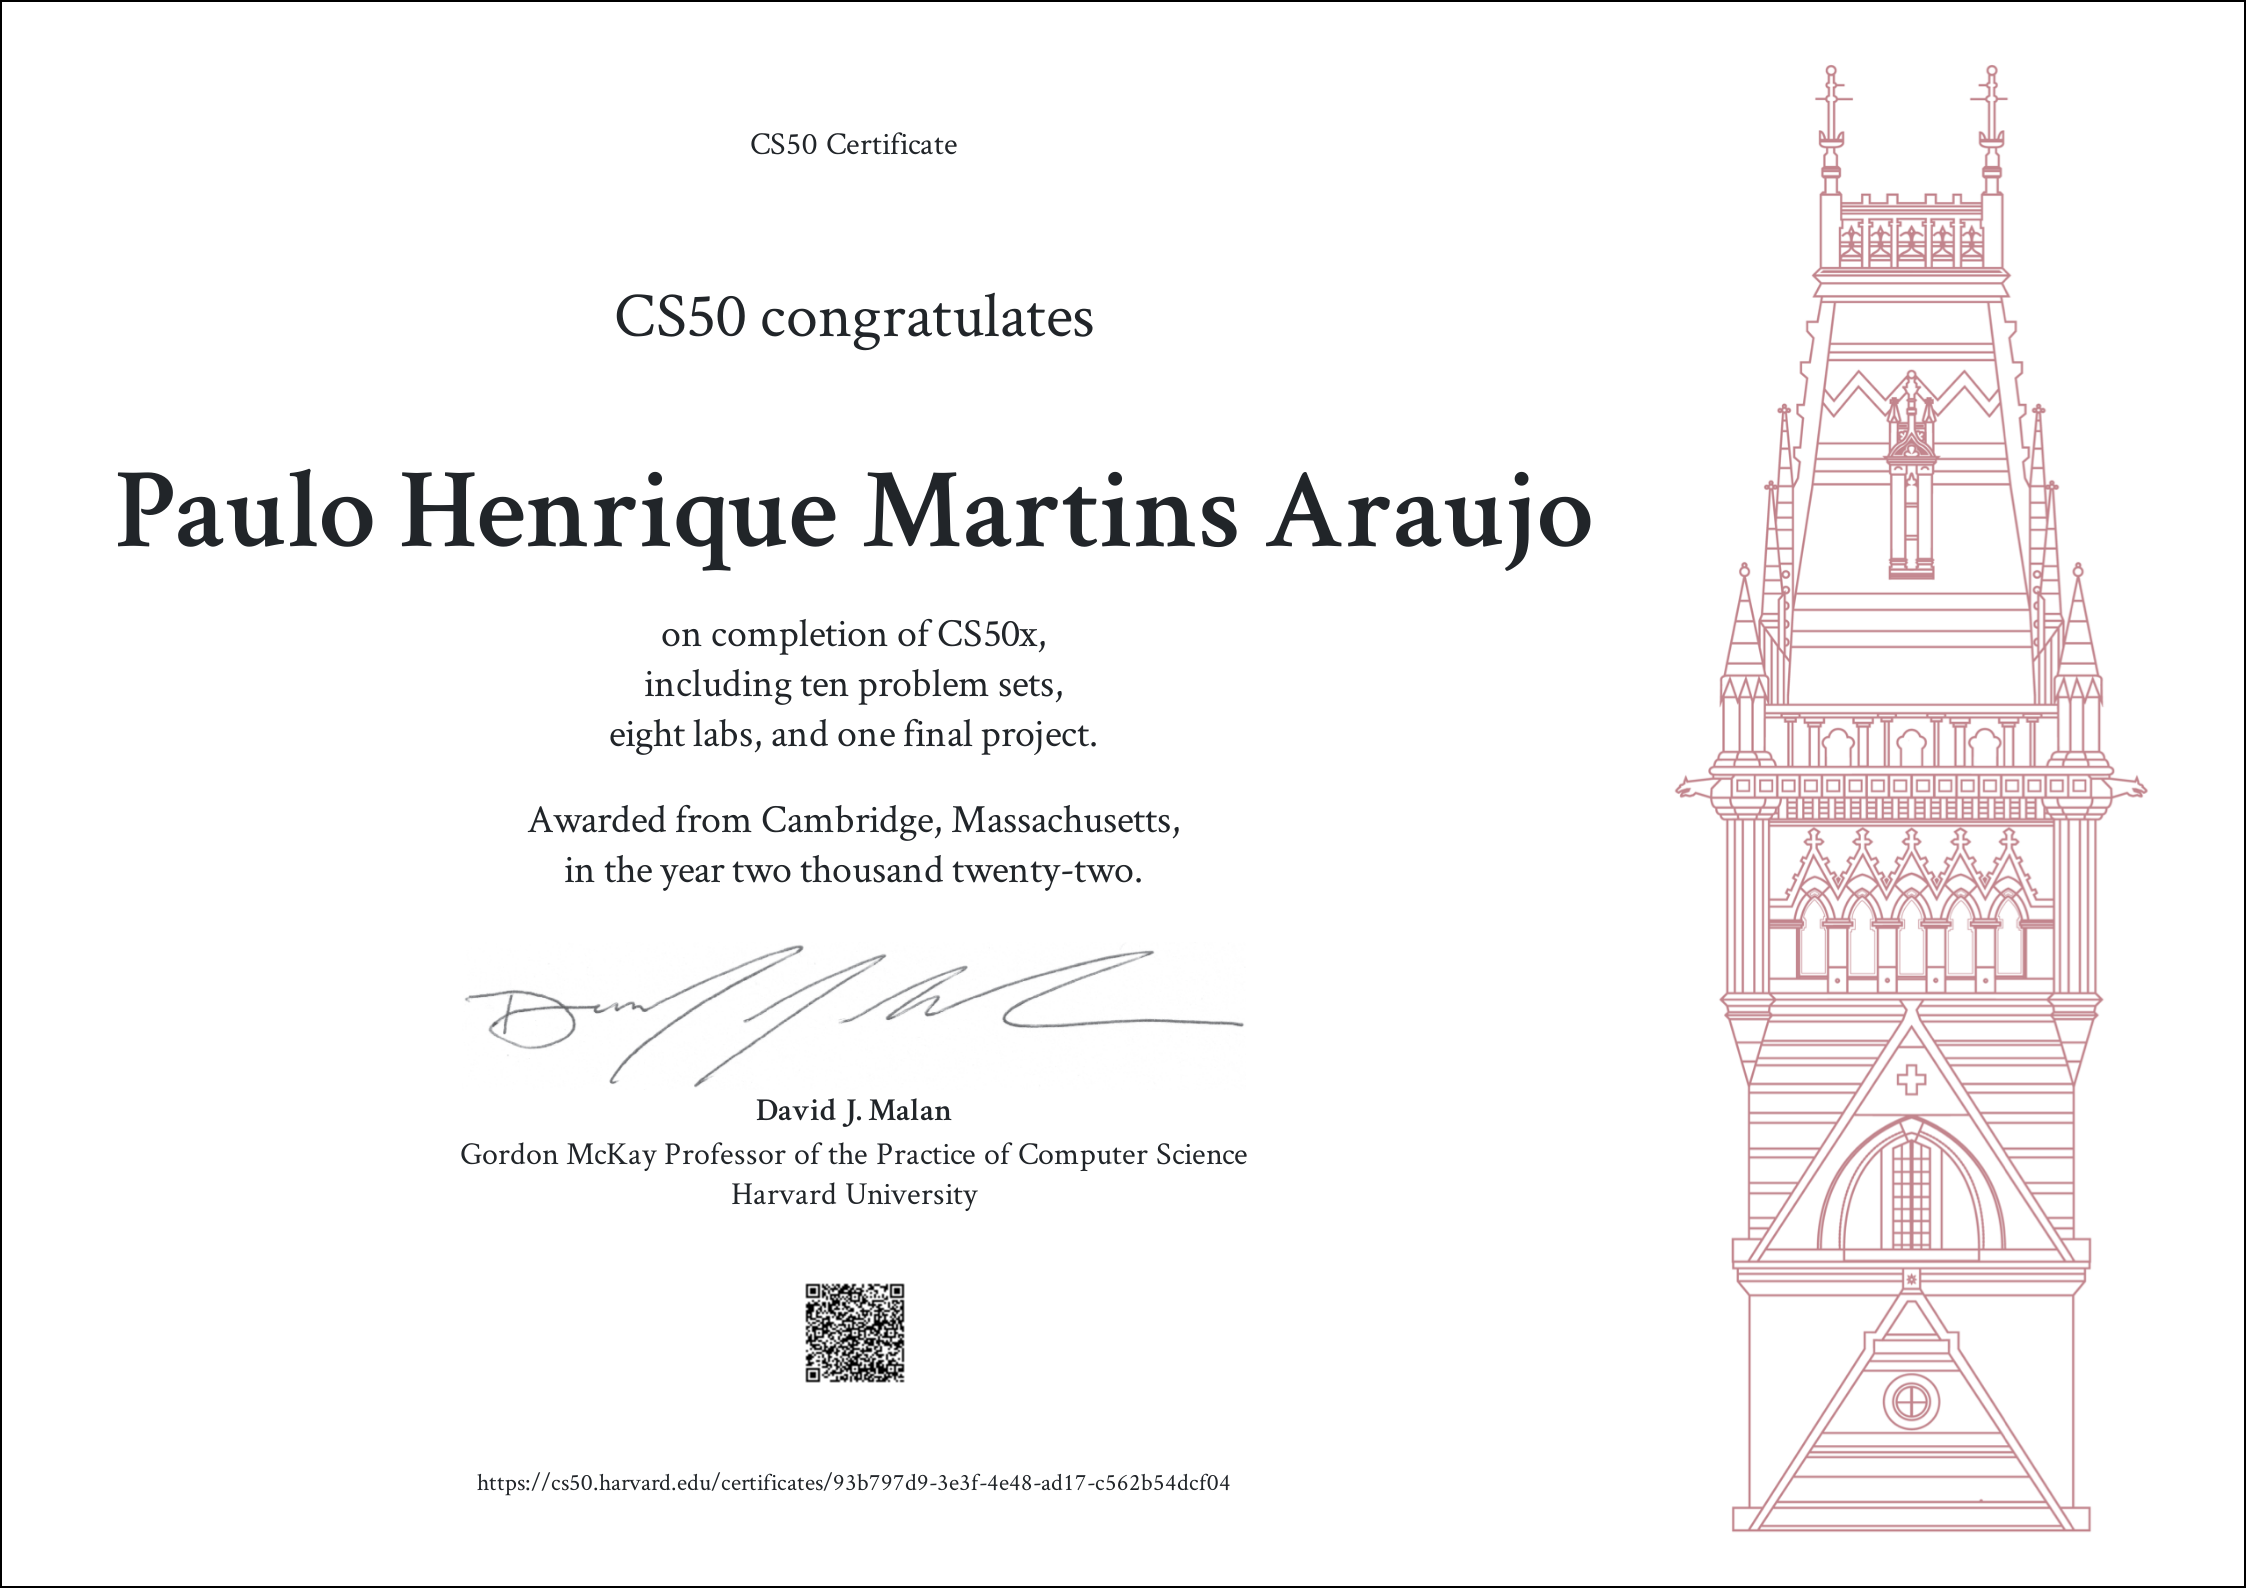 CS50 Certificate
CS50 congratulates
Paulo Henrique Martins Araujo
on completion of CS50x,
including ten problem sets,
eight labs, and one final project.
Awarded from Cambridge, Massachusetts,
in the year two thousand twenty-two.
David J. Malan
Gordon McKay Professor of the Practice of Computer Science
Harvard University
https://cs50.harvard.edu/certificates/93b797d9-3e3f-4e48-ad17-c562b54dcf04